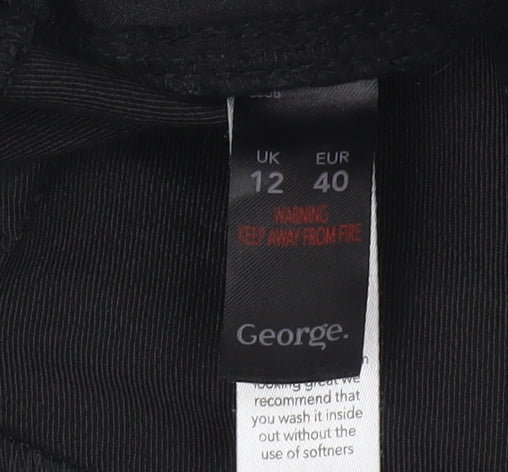 UK EUR
12 40
WARNING
KEEP AWAY FROM FIRE
George.
looking great we
recommend that
you wash it inside
out without the
use of softners